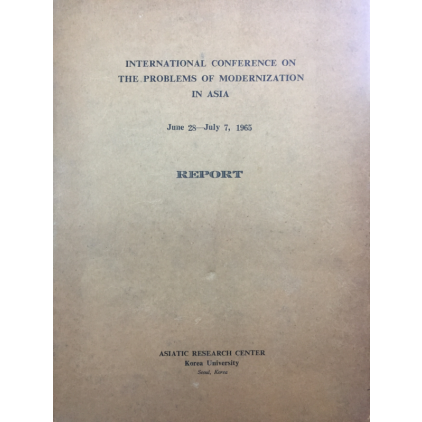 INTERNATIONAL CONFERENCE ON
THE PROBLEMS OF MODERNIZATION
IN ASIA
June 28—July 7, 1965
REPORT
ASIATIC RESEARCH CENTER
Korea University
Seoul, Korea